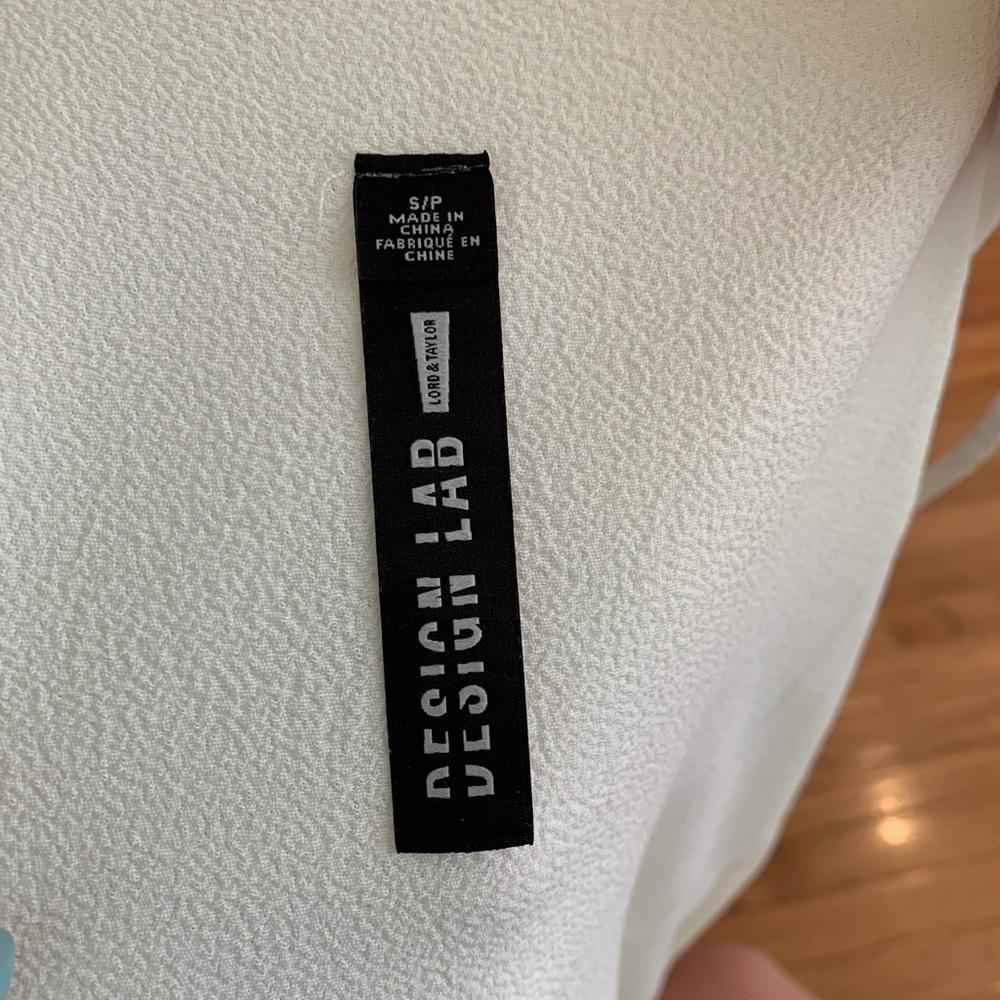 S/P
MADE IN
CHINA
FABRIQUÉ EN
CHINE
LORD & TAYLOR
DESIGN LAB